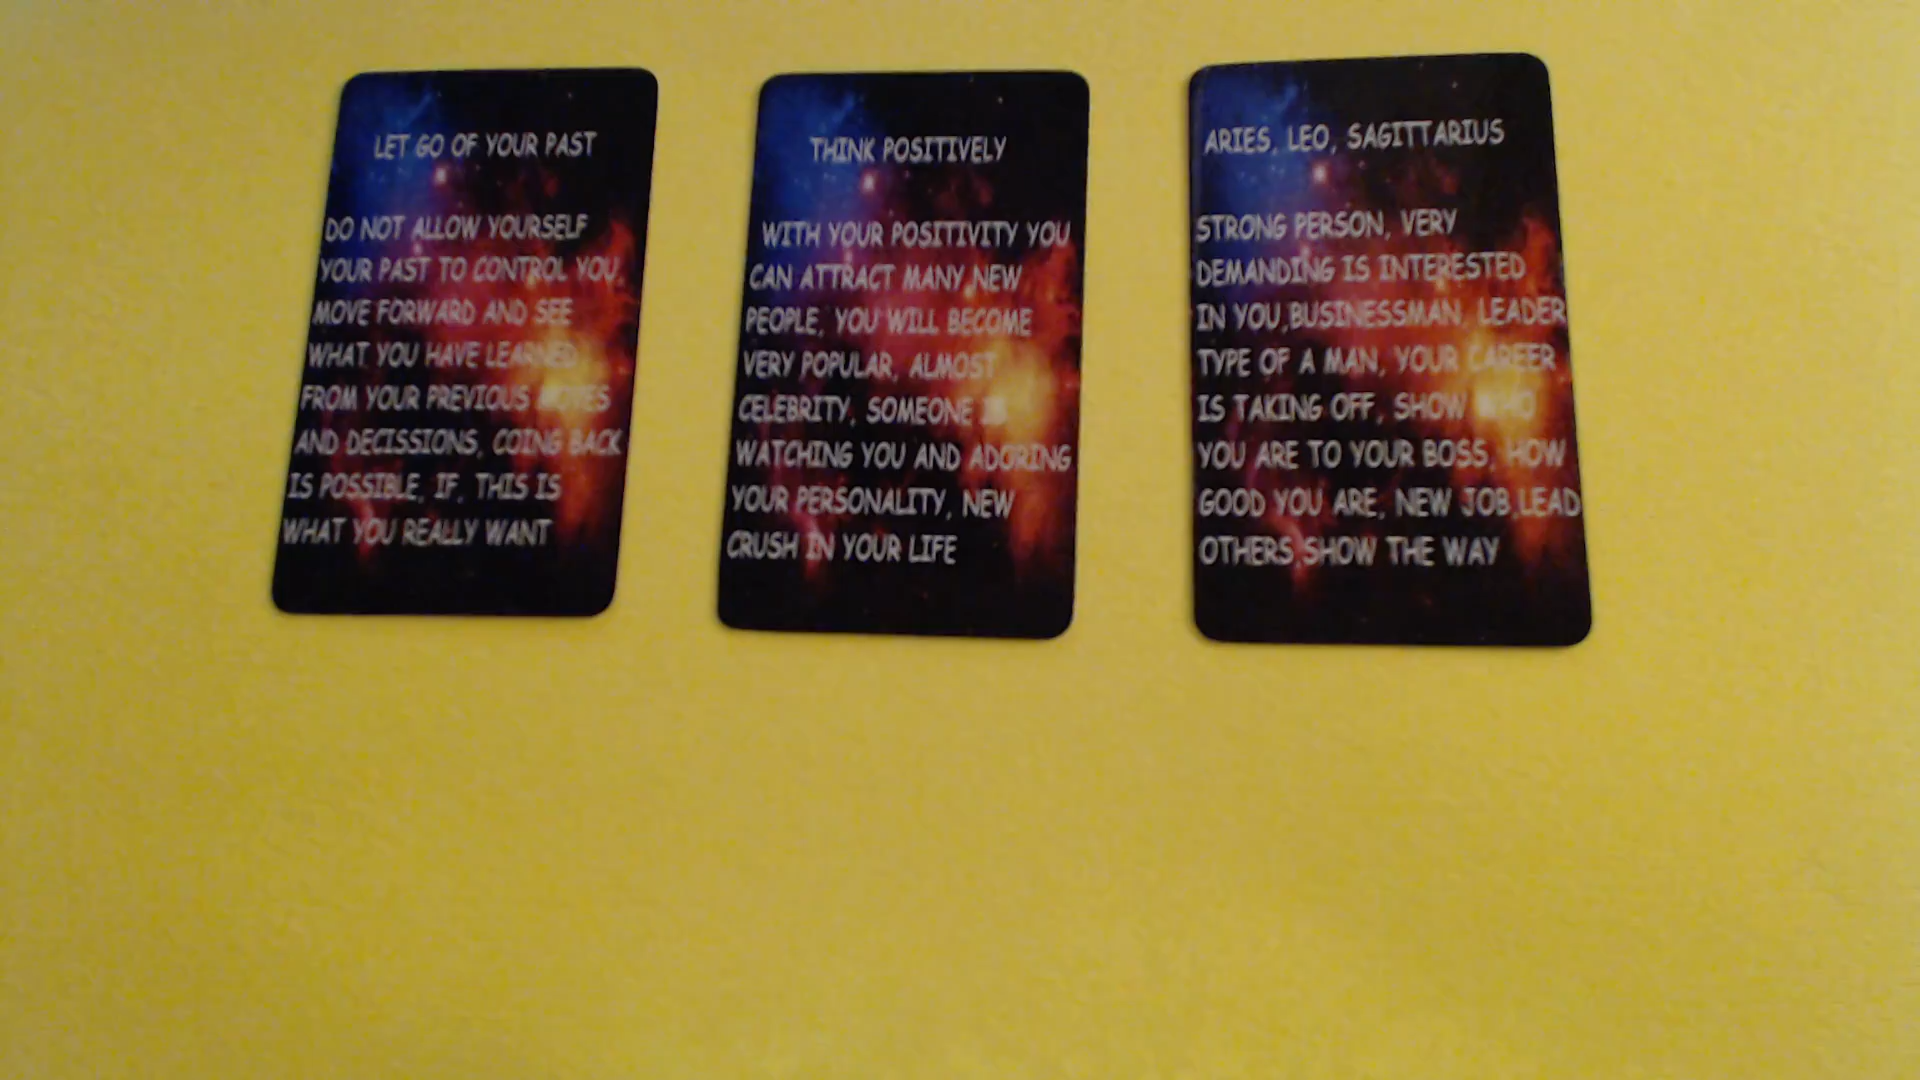 LET GO OF YOUR PAST
DO NOT ALLOW YOURSELF
YOUR PAST TO CONTROL YOU,
MOVE FORWARD AND SEE
WHAT YOU HAVE LEARNED
FROM YOUR PREVIOUS MOVES
AND DECISSIONS, COING BACK
IS POSSIBLE, IF, THIS IS
WHAT YOU REALLY WANT
THINK POSITIVELY
WITH YOUR POSITIVITY YOU
CAN ATTRACT MANY NEW
PEOPLE, YOU WILL BECOME
VERY POPULAR, ALMOST
CELEBRITY, SOMEONE IS
WATCHING YOU AND ADORING
YOUR PERSONALITY, NEW
CRUSH IN YOUR LIFE
ARIES, LEO, SAGITTARIUS
STRONG PERSON, VERY
DEMANDING IS INTERESTED
IN YOU,BUSINESSMAN, LEADER
TYPE OF A MAN, YOUR CAREER
IS TAKING OFF, SHOW WHO
YOU ARE TO YOUR BOSS, HOW
GOOD YOU ARE, NEW JOB,LEAD
OTHERS,SHOW THE WAY